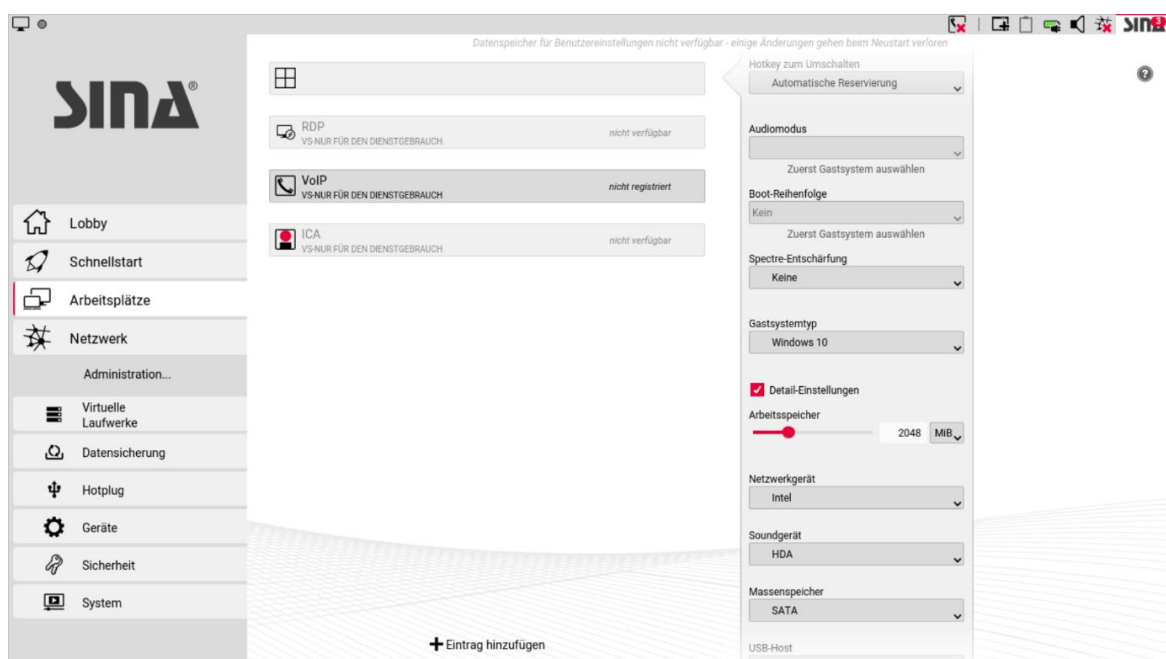 SINA
3
Datenspeicher für Benutzereinstellungen nicht verfügbar - einige Änderungen gehen beim Neustart verloren
SINA®
Lobby
Schnellstart
Arbeitsplätze
Netzwerk
Administration...
Virtuelle
Laufwerke
Datensicherung
Hotplug
Geräte
Sicherheit
System
RDP
VS-NUR FÜR DEN DIENSTGEBRAUCH
nicht verfügbar
VoIP
VS-NUR FÜR DEN DIENSTGEBRAUCH
nicht registriert
ICA
VS-NUR FÜR DEN DIENSTGEBRAUCH
nicht verfügbar
Eintrag hinzufügen
Hotkey zum Umschalten
Automatische Reservierung
Audiomodus
Zuerst Gastsystem auswählen
Boot-Reihenfolge
Kein
Zuerst Gastsystem auswählen
Spectre-Entschärfung
Keine
Gastsystemtyp
Windows 10
Detail-Einstellungen
Arbeitsspeicher
2048 MiB
Netzwerkgerät
Intel
Soundgerät
HDA
Massenspeicher
SATA
USB-Host
?